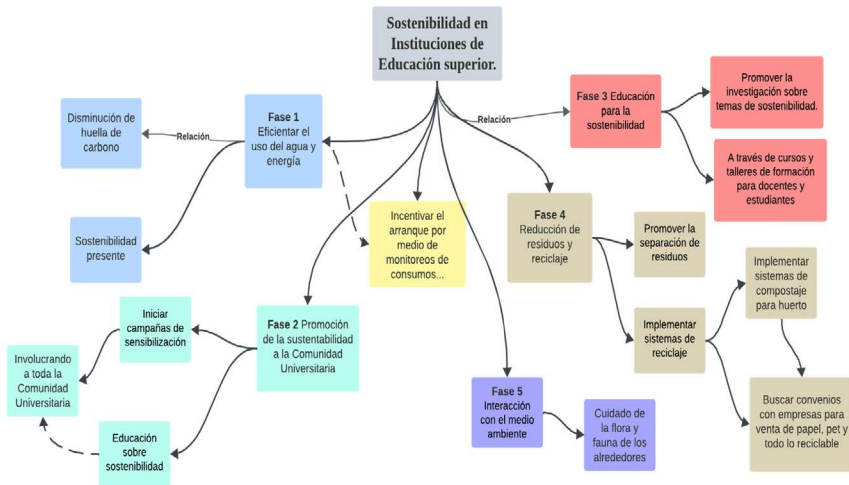 Sostenibilidad en
Instituciones de
Educación superior.
Relación
Fase 3 Educación
para la
sostenibilidad
Promover la
investigación sobre
temas de sostenibilidad.
A través de cursos y
talleres de formación
para docentes y
estudiantes
Fase 1
Eficientar el
uso del agua y
energía
Relación
Disminución de
huella de
carbono
Sostenibilidad
presente
Incentivar el
arranque por
medio de
monitoreos de
consumos...
Fase 4
Reducción de
residuos y
reciclaje
Promover la
separación de
residuos
Implementar
sistemas de
reciclaje
Implementar
sistemas de
compostaje
para huerto
Buscar convenios
con empresas para
venta de papel, pet y
todo lo reciclable
Fase 2 Promoción
de la sustentabilidad
a la Comunidad
Universitaria
Iniciar
campañas de
sensibilización
Involucrando
a toda la
Comunidad
Universitaria
Educación
sobre
sostenibilidad
Fase 5
Interacción
con el medio
ambiente
Cuidado de
la flora y
fauna de los
alrededores